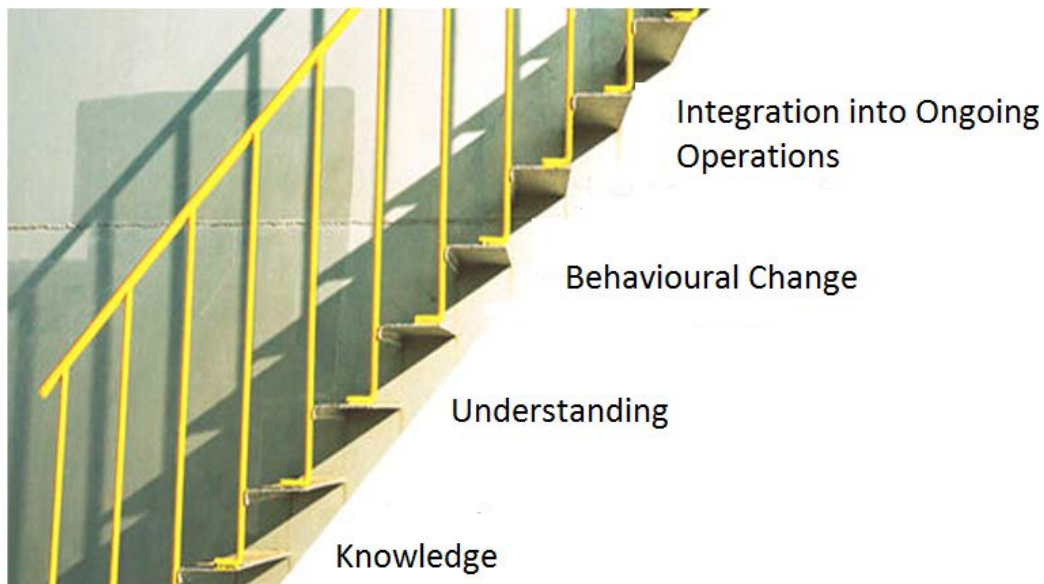 Integration into Ongoing
Operations
Behavioural Change
Understanding
Knowledge